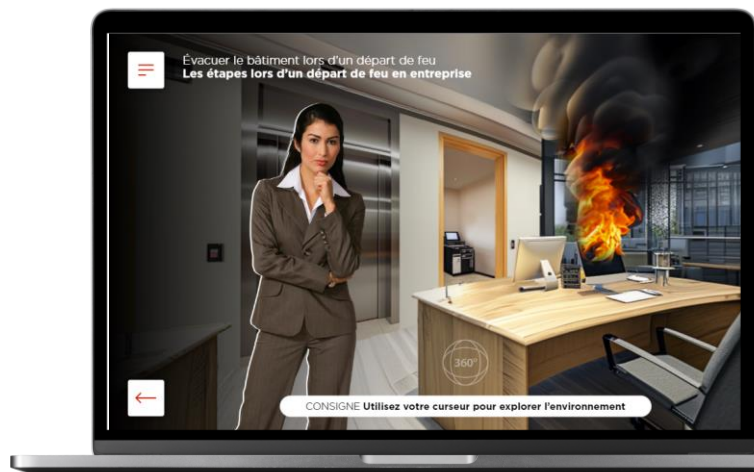 Évacuer le bâtiment lors d’un départ de feu
Les étapes lors d’un départ de feu en entreprise
360°
CONSIGNE Utilisez votre curseur pour explorer l’environnement